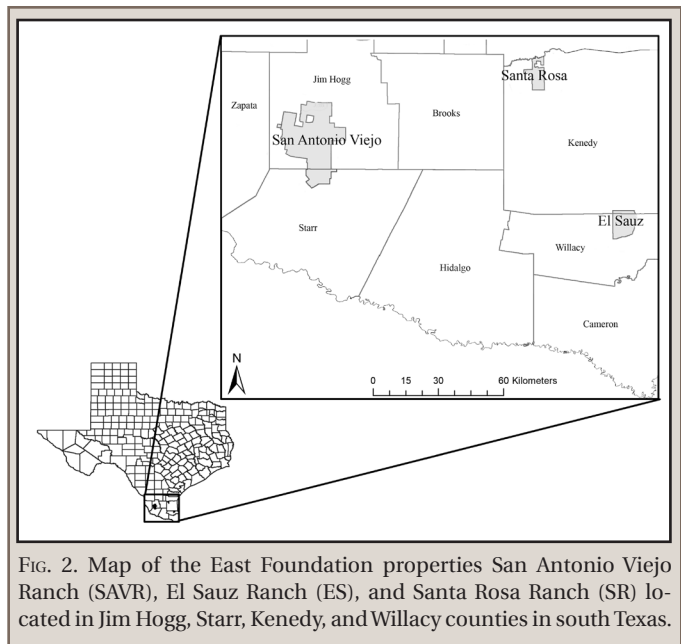 Santa Rosa
Jim Hogg
Zapata
Brooks
San Antonio Viejo
Kenedy
El Sauz
Starr
Willacy
Hidalgo
Cameron
N
0 15 30 60 Kilometers
FIG. 2. Map of the East Foundation properties San Antonio Viejo
Ranch (SAVR), El Sauz Ranch (ES), and Santa Rosa Ranch (SR) lo-
cated in Jim Hogg, Starr, Kenedy, and Willacy counties in south Texas.